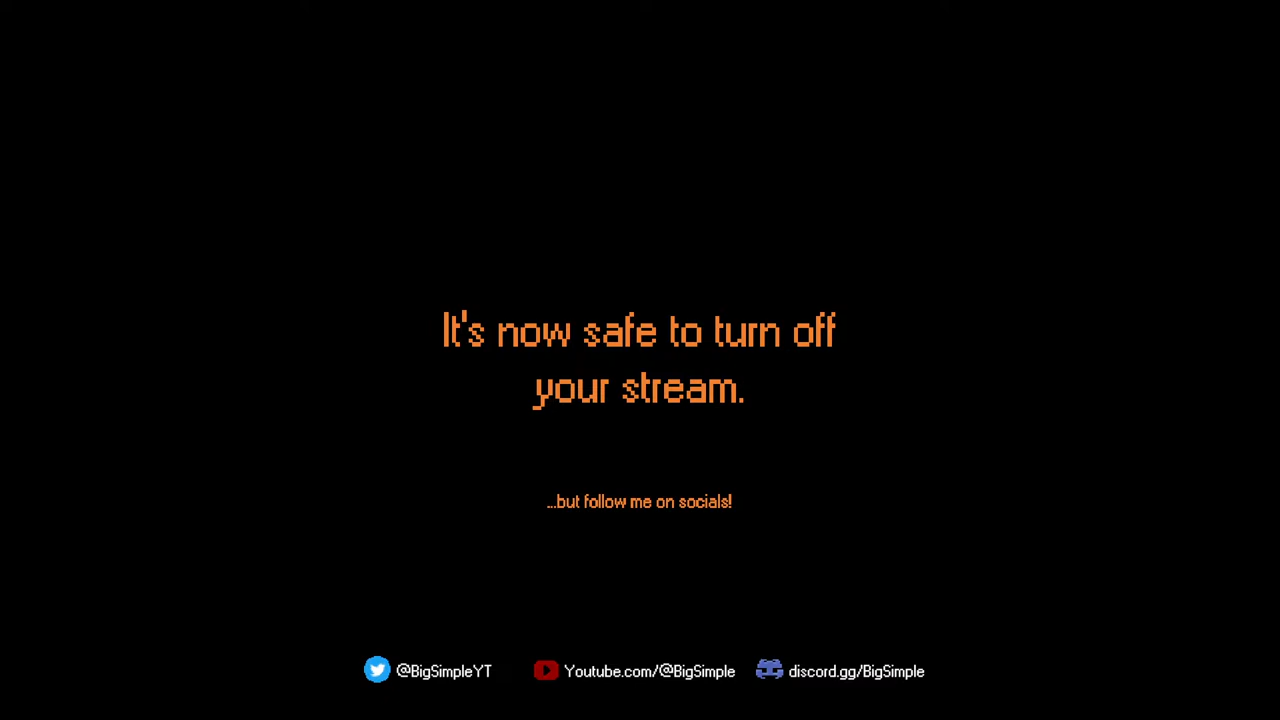 It's now safe to turn off
your stream.
...but follow me on socials!
@BigSimpleYT Youtube.com/@BigSimple discord.gg/BigSimple